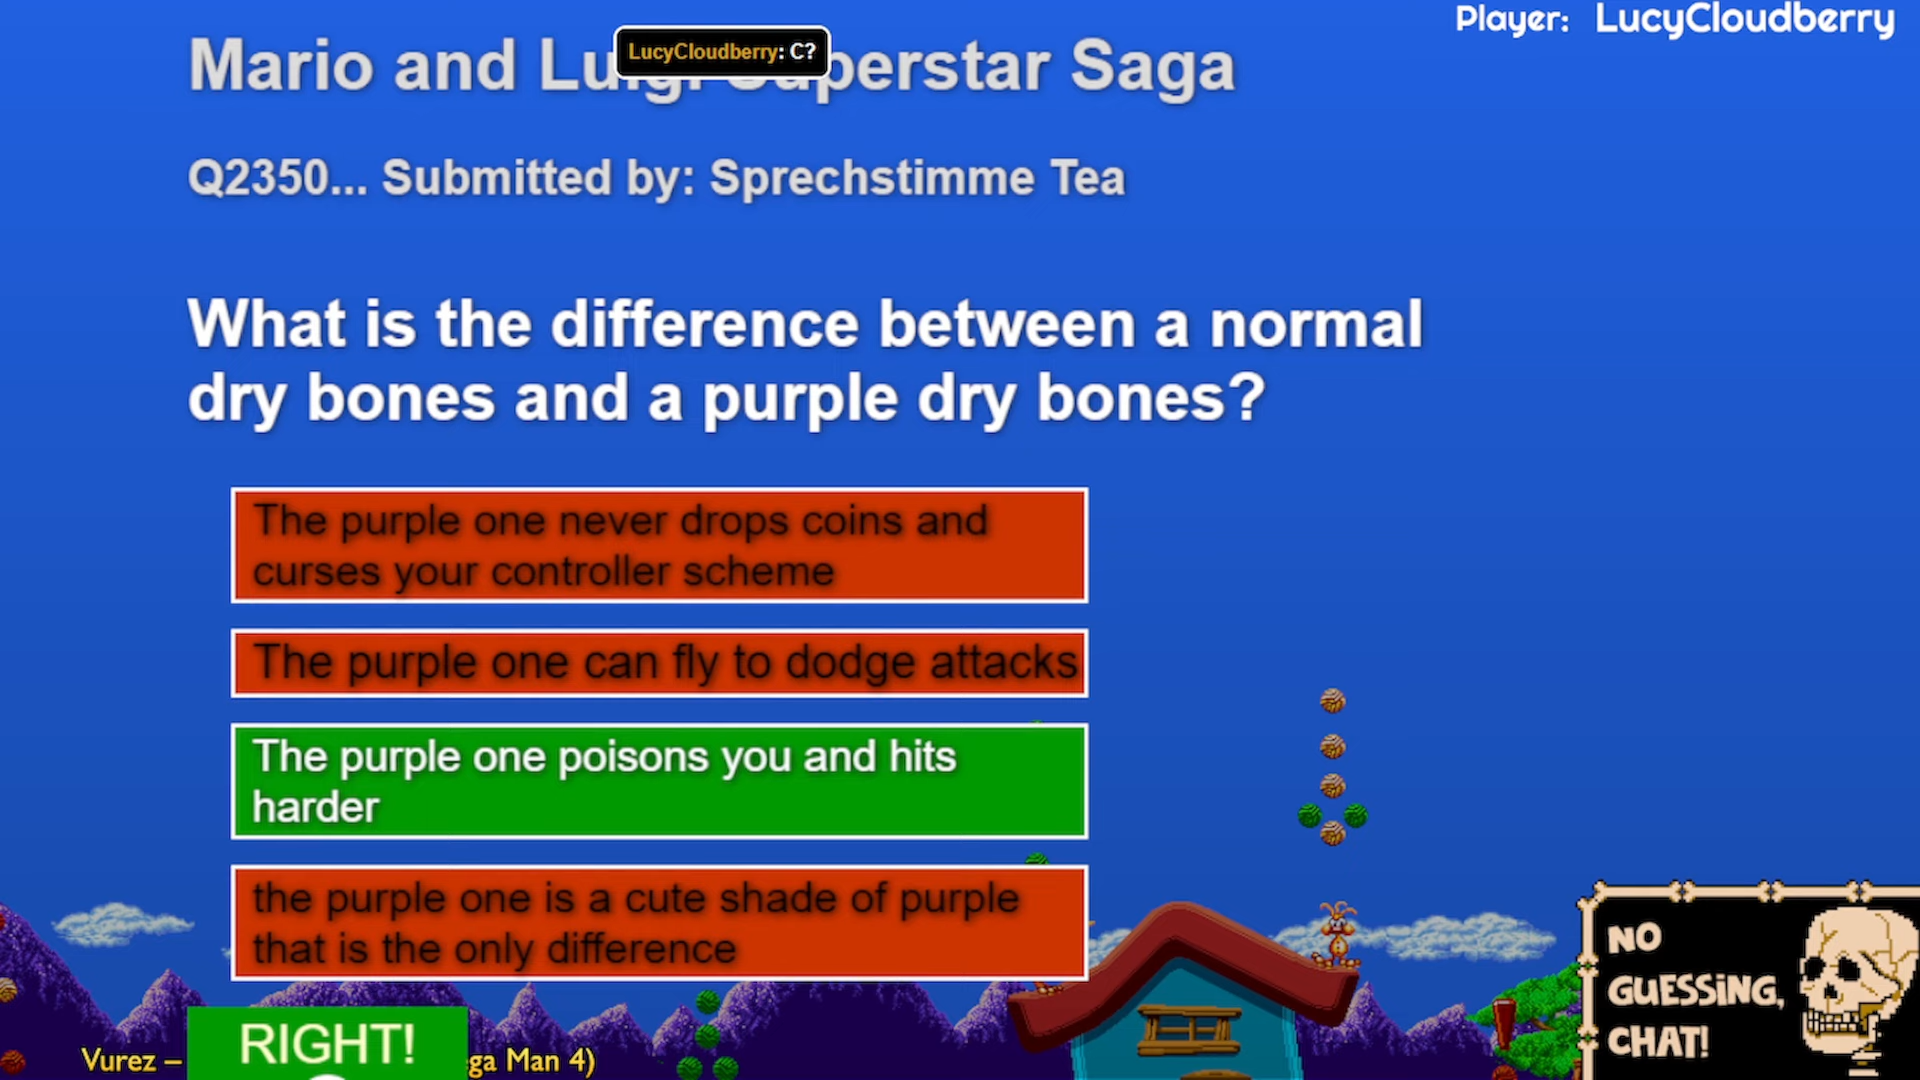 Player: LucyCloudberry
LucyCloudberry: C?
Mario and Luigi Superstar Saga
Q2350... Submitted by: Sprechstimme Tea
What is the difference between a normal
dry bones and a purple dry bones?
The purple one never drops coins and
curses your controller scheme
The purple one can fly to dodge attacks
The purple one poisons you and hits
harder
the purple one is a cute shade of purple
that is the only difference
NO
GUESSING,
CHAT!
RIGHT!
Vurez – ga Man 4)